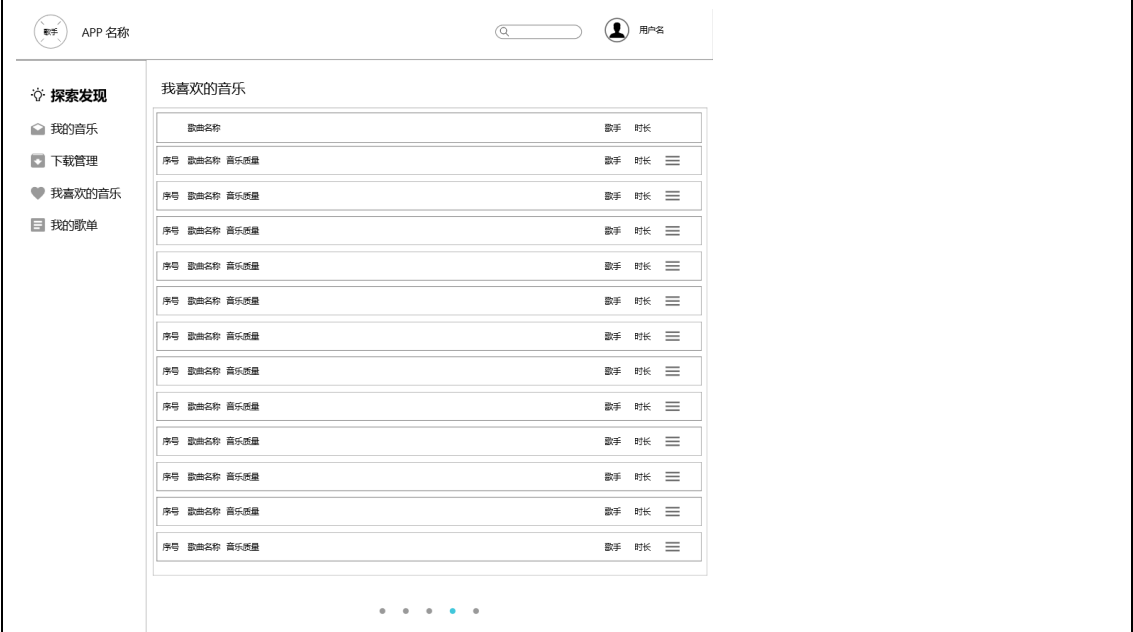 歌手 APP 名称 用户名
探索发现
我的音乐
下载管理
我喜欢的音乐
我的歌单
我喜欢的音乐
歌曲名称 歌手 时长
序号 歌曲名称 音乐质量 歌手 时长
序号 歌曲名称 音乐质量 歌手 时长
序号 歌曲名称 音乐质量 歌手 时长
序号 歌曲名称 音乐质量 歌手 时长
序号 歌曲名称 音乐质量 歌手 时长
序号 歌曲名称 音乐质量 歌手 时长
序号 歌曲名称 音乐质量 歌手 时长
序号 歌曲名称 音乐质量 歌手 时长
序号 歌曲名称 音乐质量 歌手 时长
序号 歌曲名称 音乐质量 歌手 时长
序号 歌曲名称 音乐质量 歌手 时长
序号 歌曲名称 音乐质量 歌手 时长